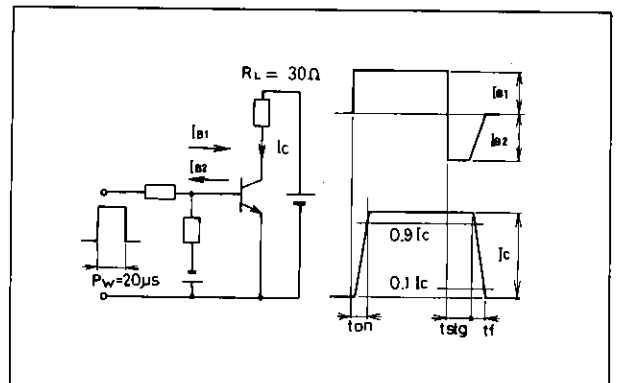 RL = 30Ω
IB1
IB2
Ic
PW=20μs
IB1
IB2
0.9 Ic
Ic
0.1 Ic
ton
tstg
tf